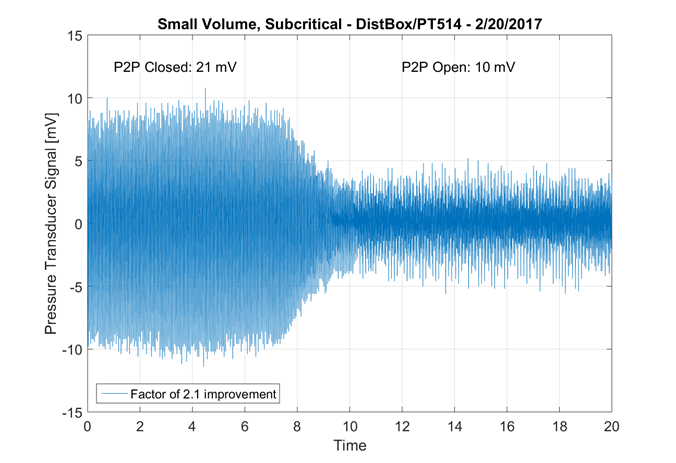 Small Volume, Subcritical - DistBox/PT514 - 2/20/2017
15
P2P Closed: 21 mV
P2P Open: 10 mV
10
5
0
-5
-10
-15
Pressure Transducer Signal [mV]
Factor of 2.1 improvement
0 2 4 6 8 10 12 14 16 18 20
Time